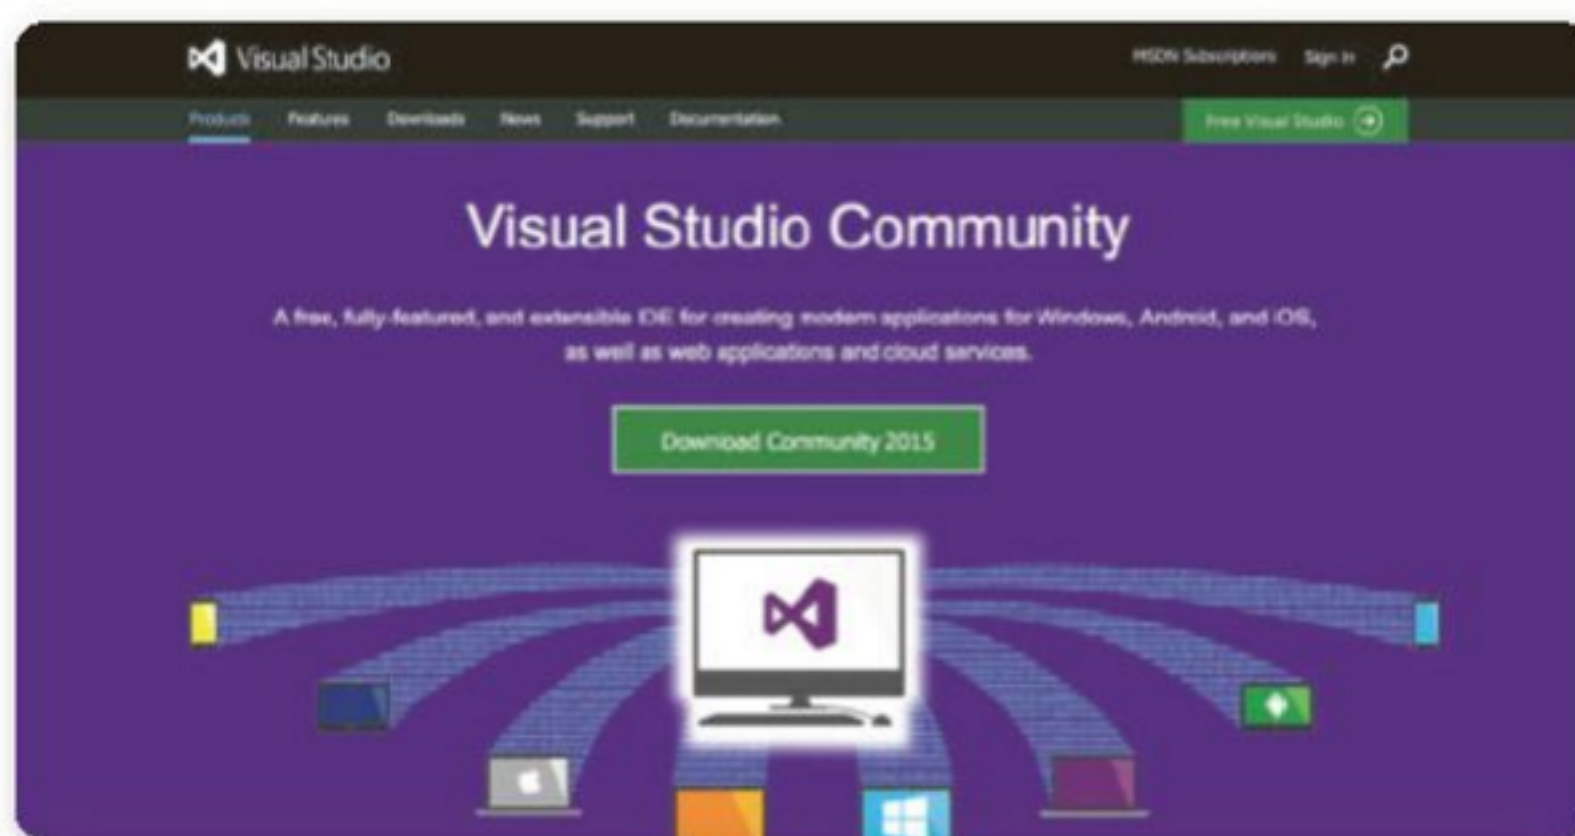 Visual Studio
MSDN Subscriptions Sign in
Products Features Downloads News Support Documentation
Free Visual Studio
Visual Studio Community
A free, fully-featured, and extensible IDE for creating modern applications for Windows, Android, and iOS,
as well as web applications and cloud services.
Download Community 2015